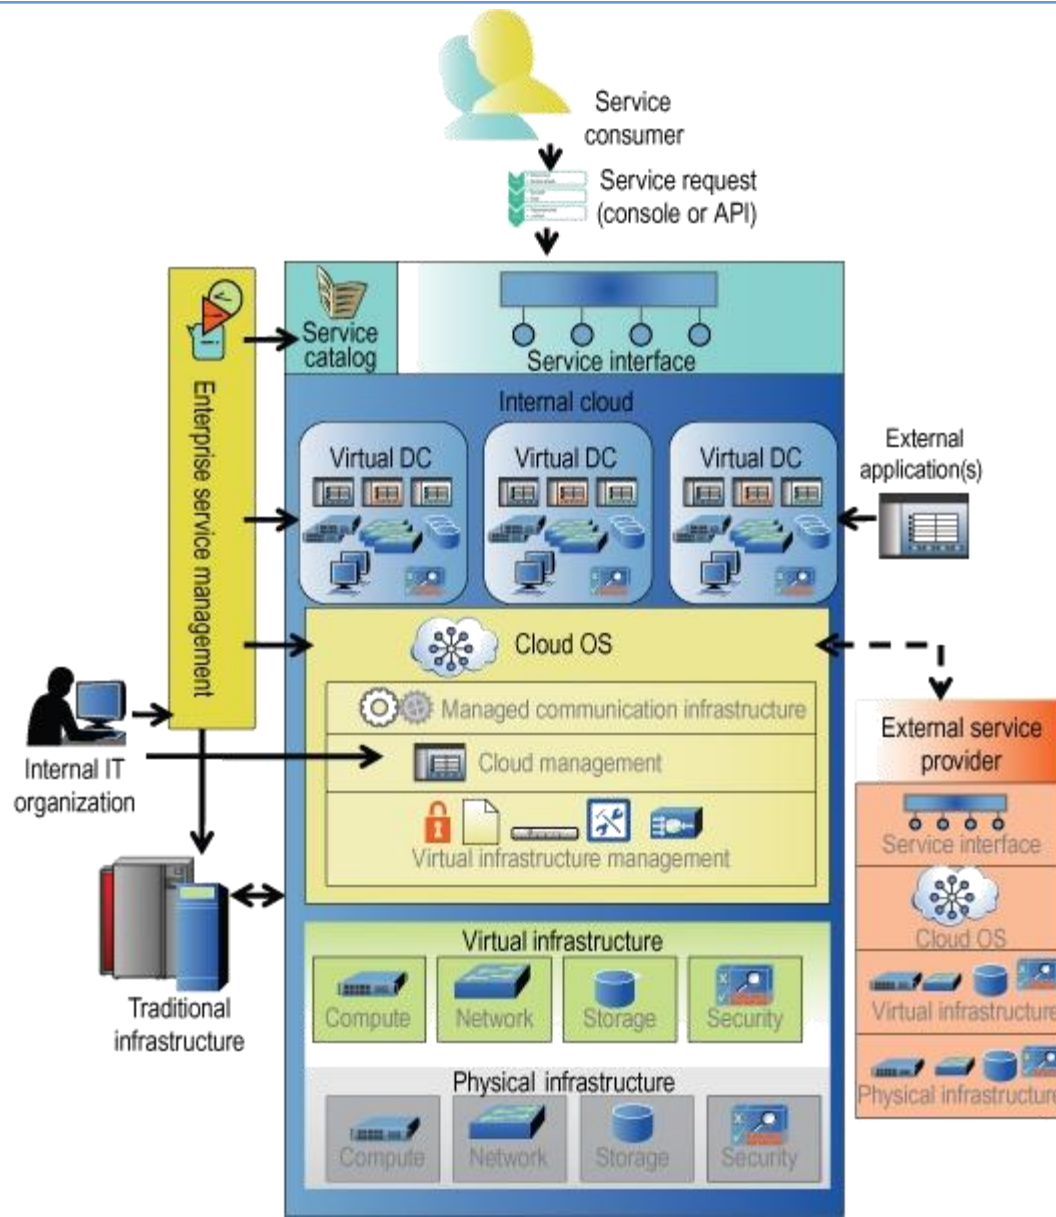 Service
consumer
Service request
(console or API)
Service
catalog
Service interface
Enterprise service management
Internal cloud
Virtual DC
Virtual DC
Virtual DC
External
application(s)
Cloud OS
Managed communication infrastructure
Cloud management
Virtual infrastructure management
Internal IT
organization
External service
provider
Service interface
Cloud OS
Virtual infrastructure
Physical infrastructure
Traditional
infrastructure
Virtual infrastructure
Compute
Network
Storage
Security
Physical infrastructure
Compute
Network
Storage
Security